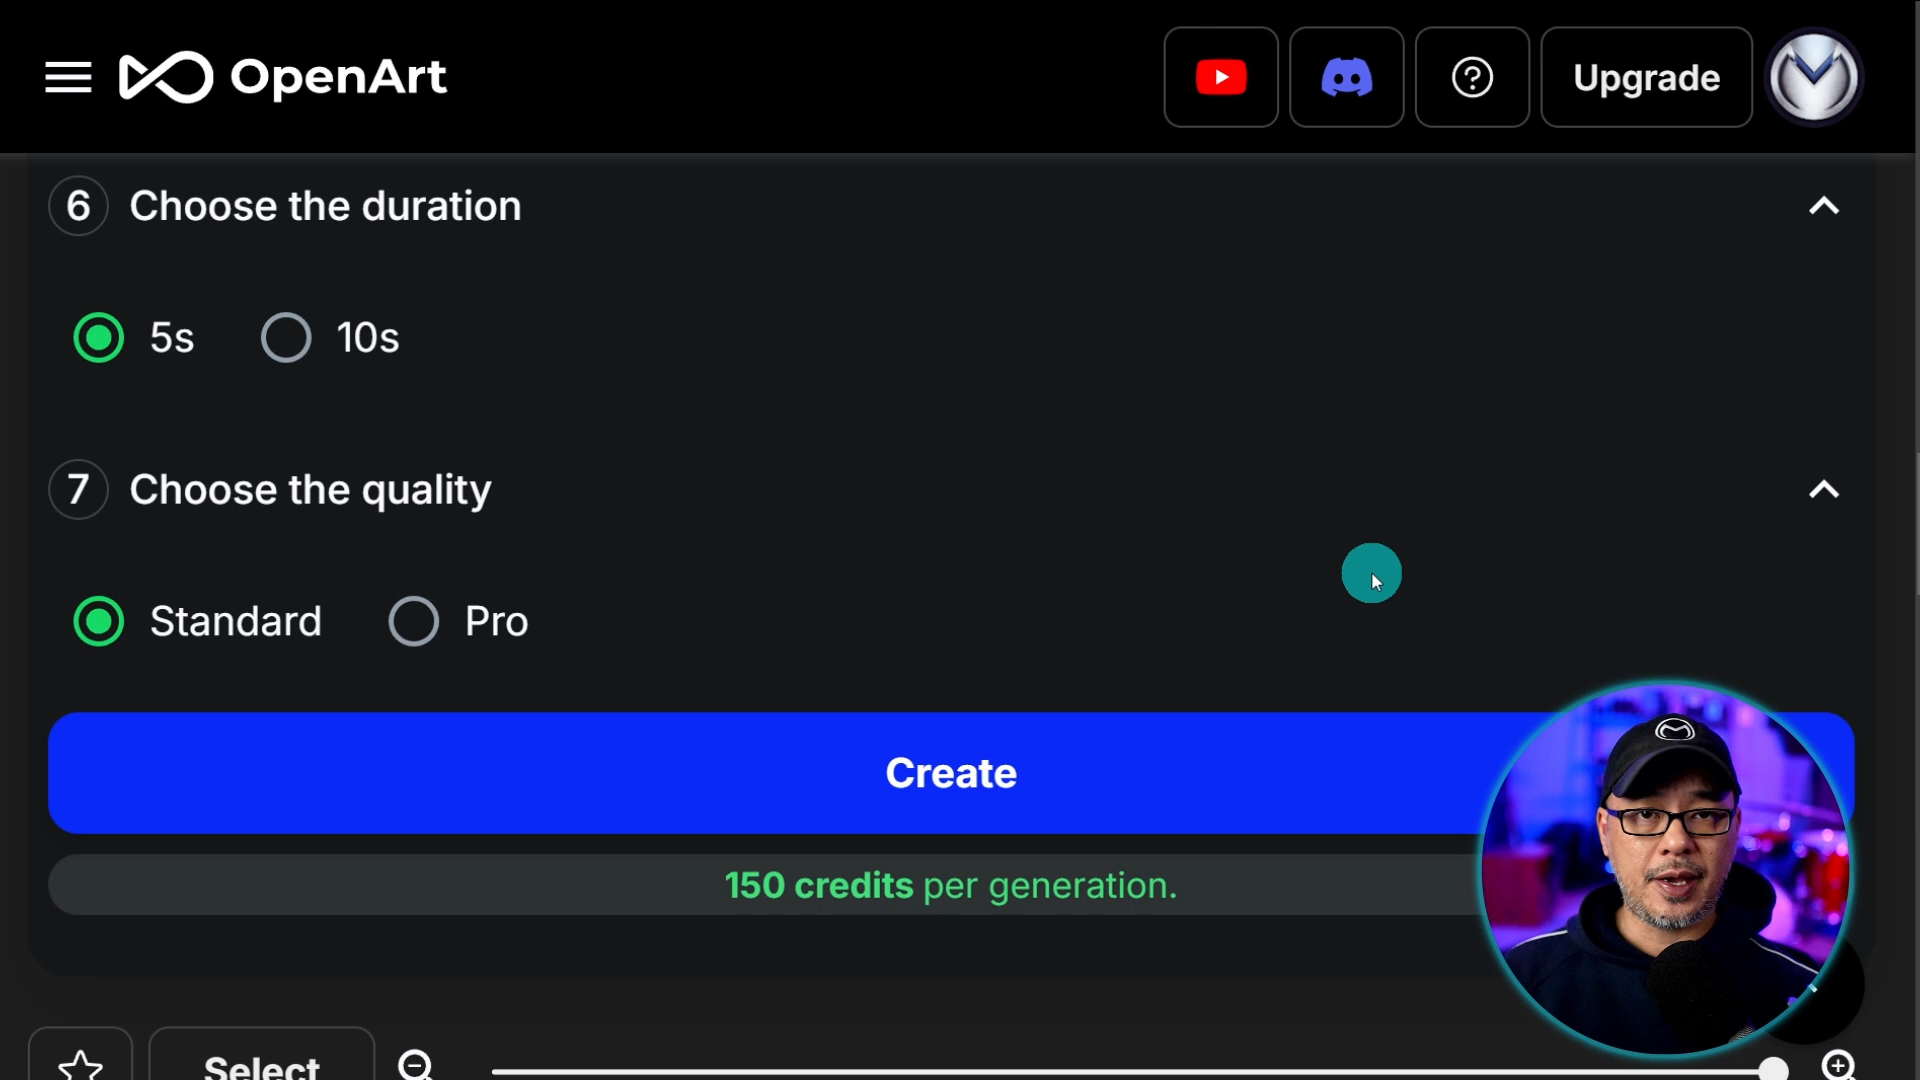 OpenArt
Upgrade
6 Choose the duration
5s 10s
7 Choose the quality
Standard Pro
Create
150 credits per generation.
Select